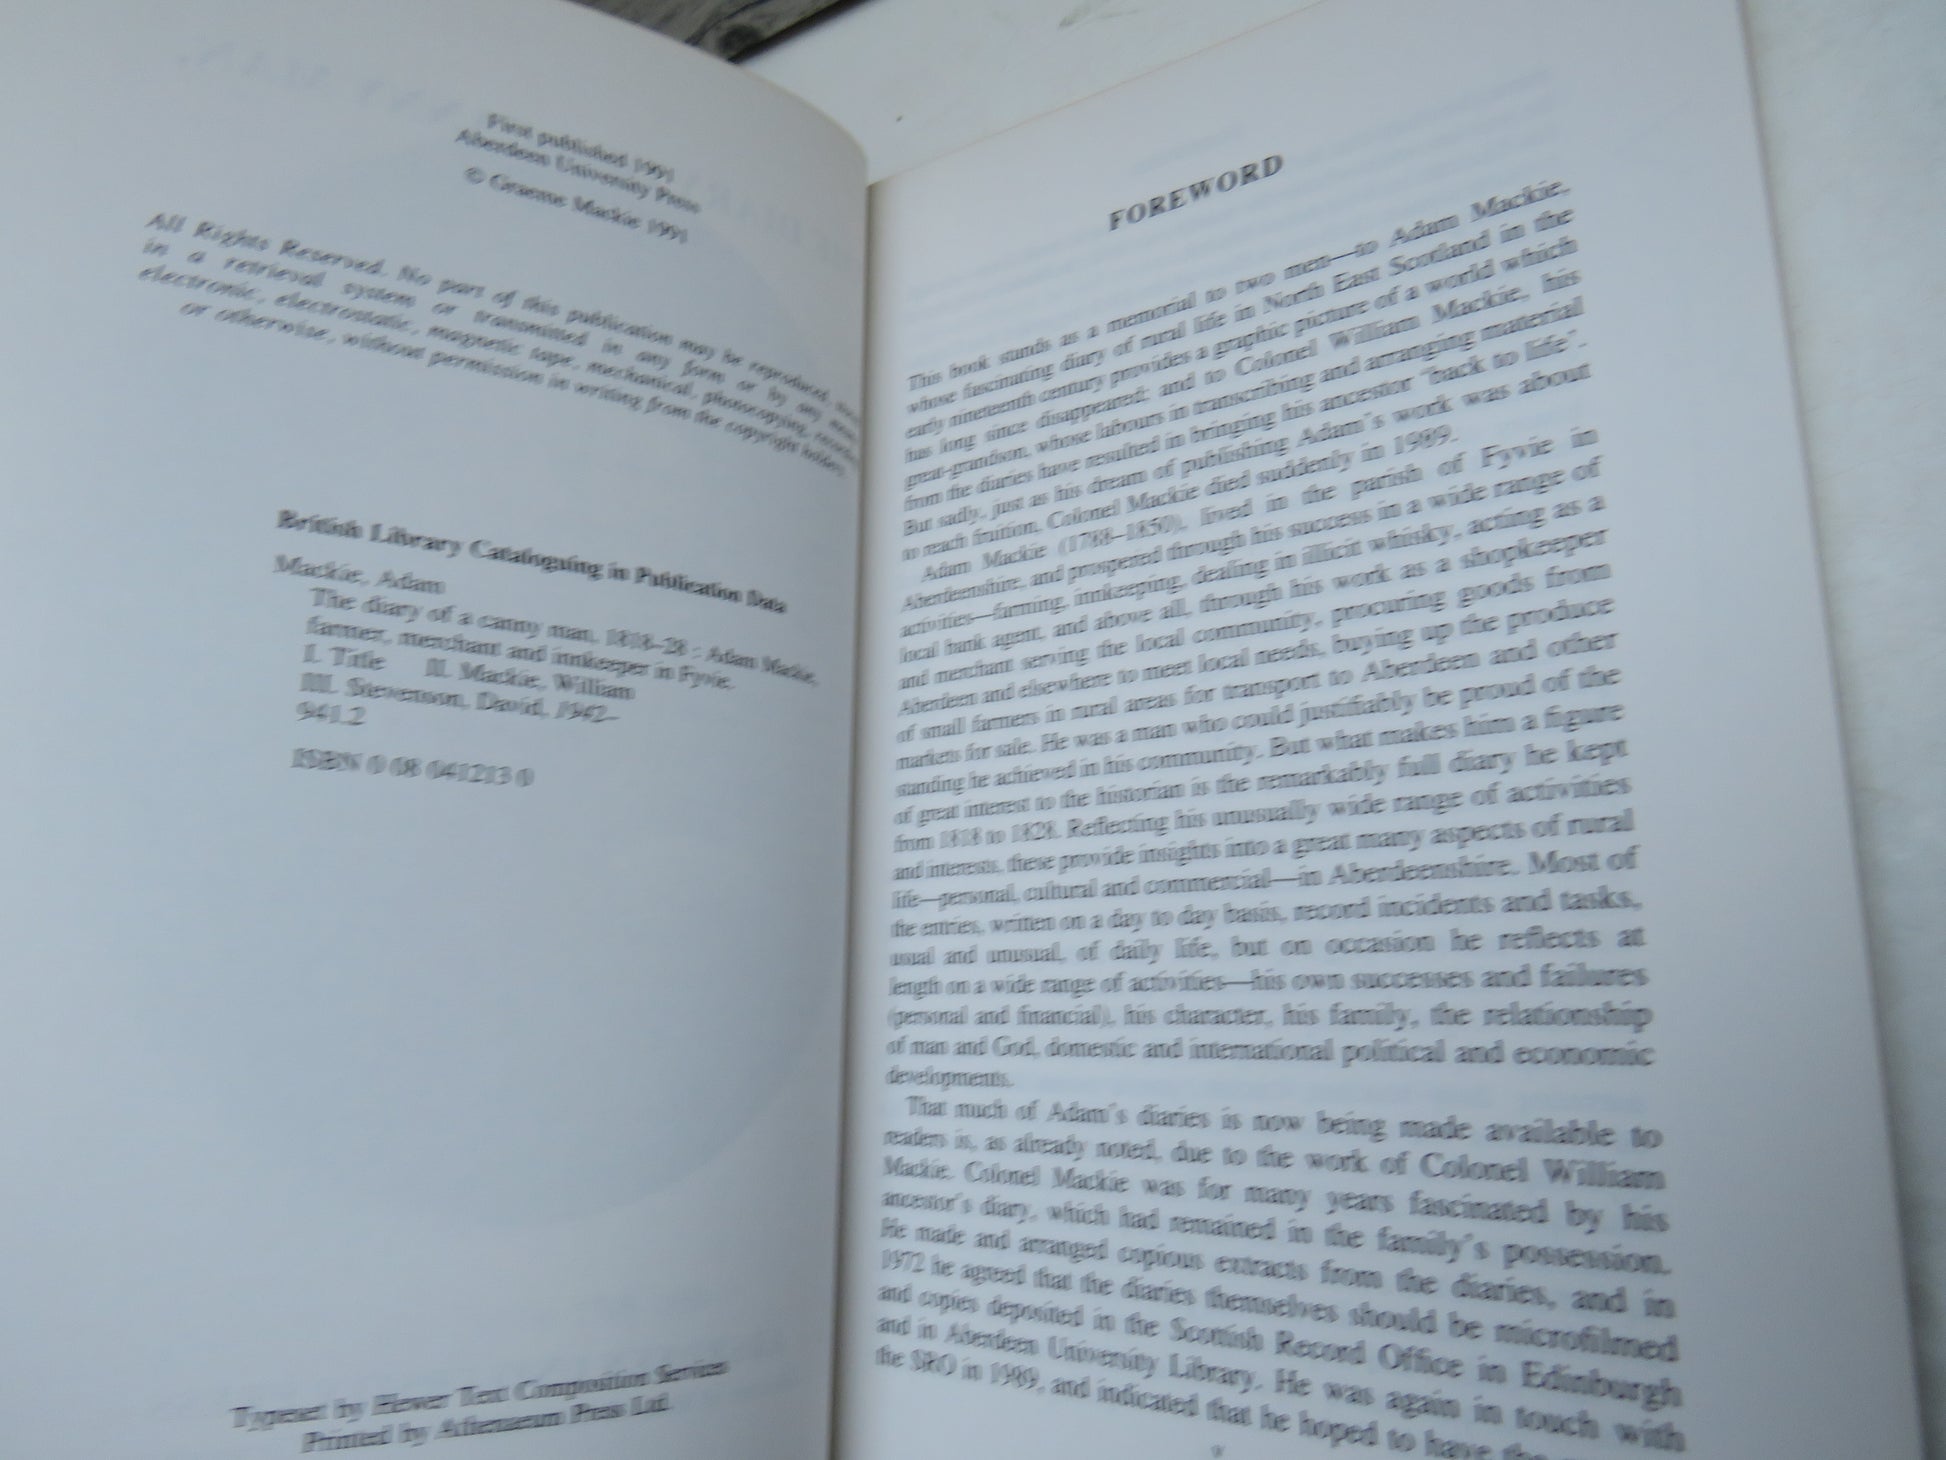 First published 1991
Aberdeen University Press
© Graeme Mackie 1991
All Rights Reserved. No part of this publication may be reproduced,
in a retrieval system or transmitted in any form or by any
electronic, electrostatic, magnetic tape, mechanical, photocopying,
or otherwise, without permission in writing from the copyright
British Library Cataloguing in Publication Data
Mackie, Adam
The diary of a canny man, 1818–28 : Adam Mackie,
farmer, merchant and innkeeper in Fyvie.
I. Title II. Mackie, William
III. Stevenson, David, 1942–
941.2
ISBN 0 08 041213 0
Typeset by Hewer Text Composition Services
Printed by Athenaeum Press Ltd.
FOREWORD
This book stands as a memorial to two men—to Adam Mackie,
whose fascinating diary of rural life in North East Scotland in the
early nineteenth century provides a graphic picture of a world which
has long since disappeared; and to Colonel William Mackie, his
great-grandson, whose labours in transcribing and arranging material
from the diaries have resulted in bringing his ancestor 'back to life'.
But sadly, just as his dream of publishing Adam's work was about
to reach fruition, Colonel Mackie died suddenly in 1989.
Adam Mackie (1788–1850), lived in the parish of Fyvie in
Aberdeenshire, and prospered through his success in a wide range of
activities—farming, innkeeping, dealing in illicit whisky, acting as a
local bank agent, and above all, through his work as a shopkeeper
and merchant serving the local community, procuring goods from
Aberdeen and elsewhere to meet local needs, buying up the produce
of small farmers in rural areas for transport to Aberdeen and other
markets for sale. He was a man who could justifiably be proud of the
standing he achieved in his community. But what makes him a figure
of great interest to the historian is the remarkably full diary he kept
from 1818 to 1828. Reflecting his unusually wide range of activities
and interests, these provide insights into a great many aspects of rural
life—personal, cultural and commercial—in Aberdeenshire. Most of
the entries, written on a day to day basis, record incidents and tasks,
usual and unusual, of daily life, but on occasion he reflects at
length on a wide range of activities—his own successes and failures
(personal and financial), his character, his family, the relationship
of man and God, domestic and international political and economic
developments.
That much of Adam's diaries is now being made available to
readers is, as already noted, due to the work of Colonel William
Mackie. Colonel Mackie was for many years fascinated by his
ancestor's diary, which had remained in the family's possession.
He made and arranged copious extracts from the diaries, and in
1972 he agreed that the diaries themselves should be microfilmed
and copies deposited in the Scottish Record Office in Edinburgh
and in Aberdeen University Library. He was again in touch with
the SRO in 1989, and indicated that he hoped to have the
v